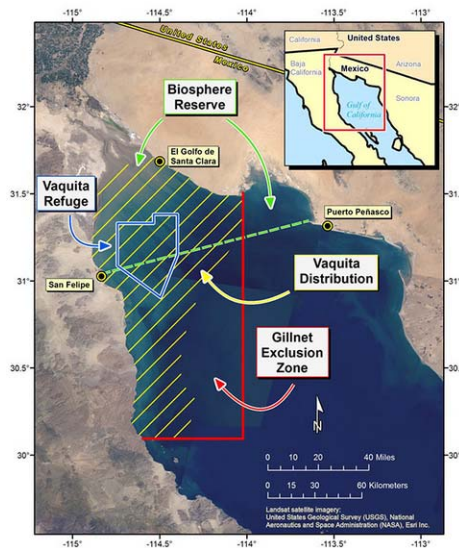 -115°
-114.5°
-114°
-113.5°
-113°
United States
Mexico
California
United States
Baja
California
Mexico
Arizona
Sonora
Gulf of
California
Biosphere
Reserve
32°
El Golfo de
Santa Clara
31.5°
Vaquita
Refuge
Puerto Peñasco
31°
San Felipe
Vaquita
Distribution
Gillnet
Exclusion
Zone
30.5°
N
30°
0 10 20 40 Miles
0 15 30 60 Kilometers
Landsat satellite imagery:
United States Geological Survey (USGS), National
Aeronautics and Space Administration (NASA), Esri Inc.
-115°
-114.5°
-114°
-113.5°
-113°